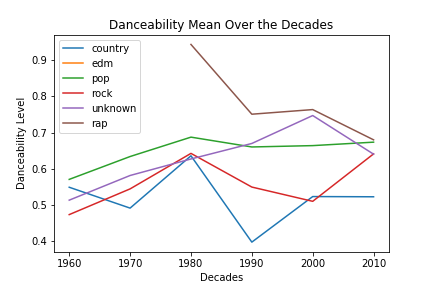 Danceability Mean Over the Decades
country
edm
pop
rock
unknown
rap
Danceability Level
0.9
0.8
0.7
0.6
0.5
0.4
1960 1970 1980 1990 2000 2010
Decades